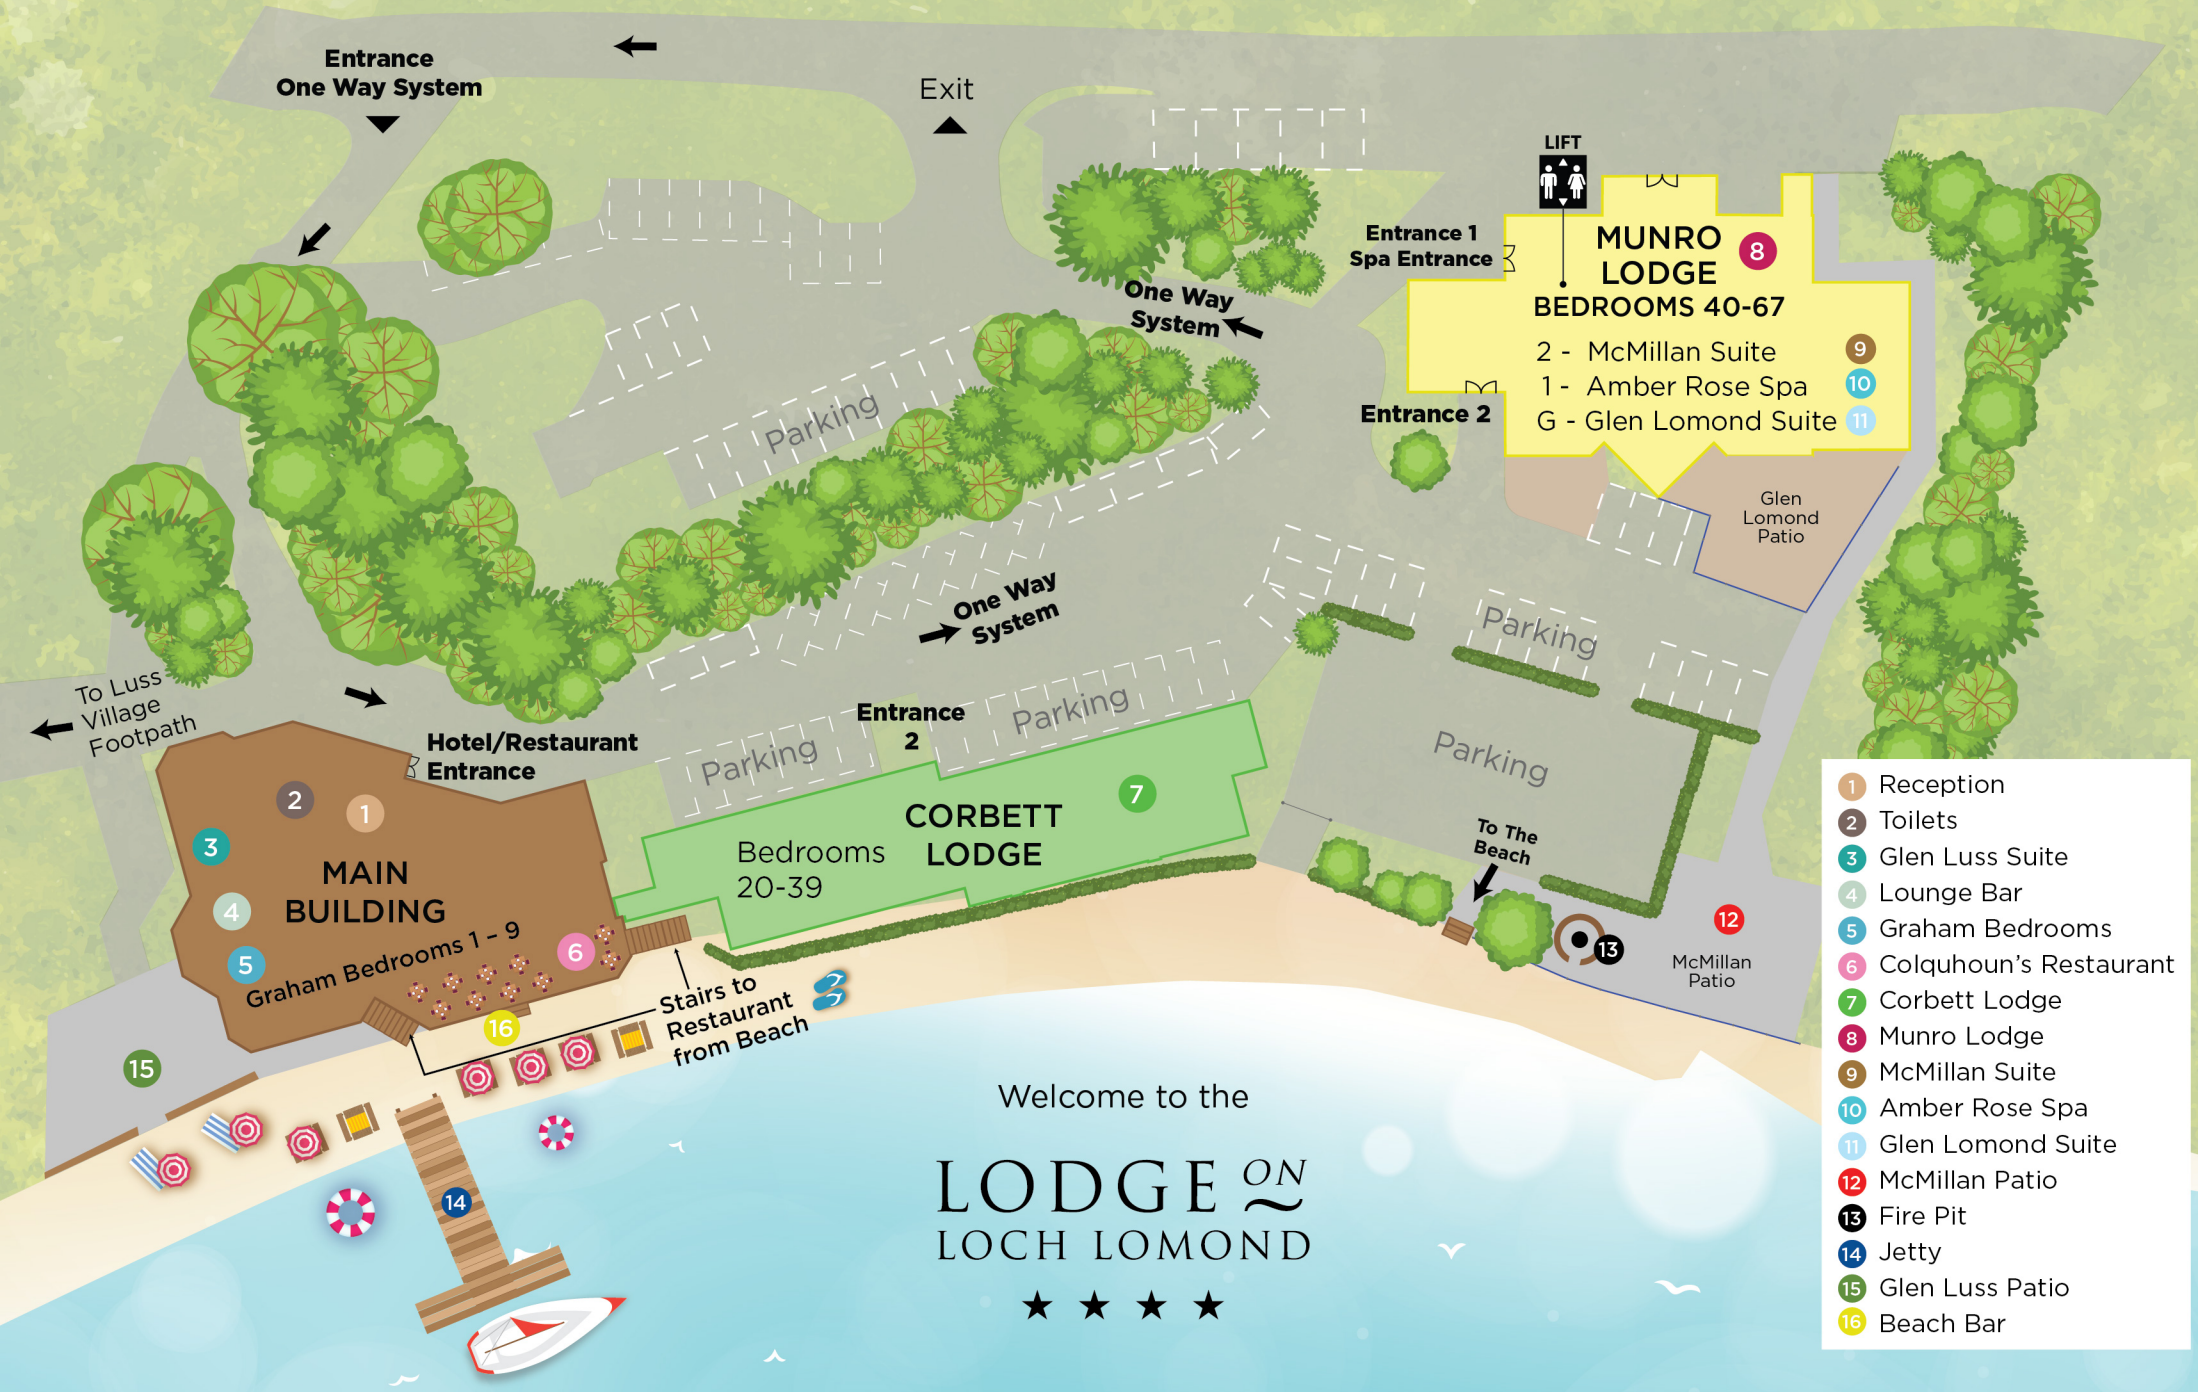 Entrance
One Way System
Exit
LIFT
Entrance 1
Spa Entrance
MUNRO
LODGE
8
BEDROOMS 40-67
2 - McMillan Suite 9
1 - Amber Rose Spa 10
G - Glen Lomond Suite 11
One Way
System
Entrance 2
Parking
Glen
Lomond
Patio
One Way
System
Parking
To Luss
Village
Footpath
Hotel/Restaurant
Entrance
Entrance
2
Parking
Parking
Parking
2
1
3
MAIN
BUILDING
4
5
Graham Bedrooms 1 – 9
6
CORBETT
LODGE
7
Bedrooms
20-39
To The
Beach
12
13
McMillan
Patio
Stairs to
Restaurant
from Beach
16
15
14
Welcome to the
LODGE ON
LOCH LOMOND
1 Reception
2 Toilets
3 Glen Luss Suite
4 Lounge Bar
5 Graham Bedrooms
6 Colquhoun's Restaurant
7 Corbett Lodge
8 Munro Lodge
9 McMillan Suite
10 Amber Rose Spa
11 Glen Lomond Suite
12 McMillan Patio
13 Fire Pit
14 Jetty
15 Glen Luss Patio
16 Beach Bar